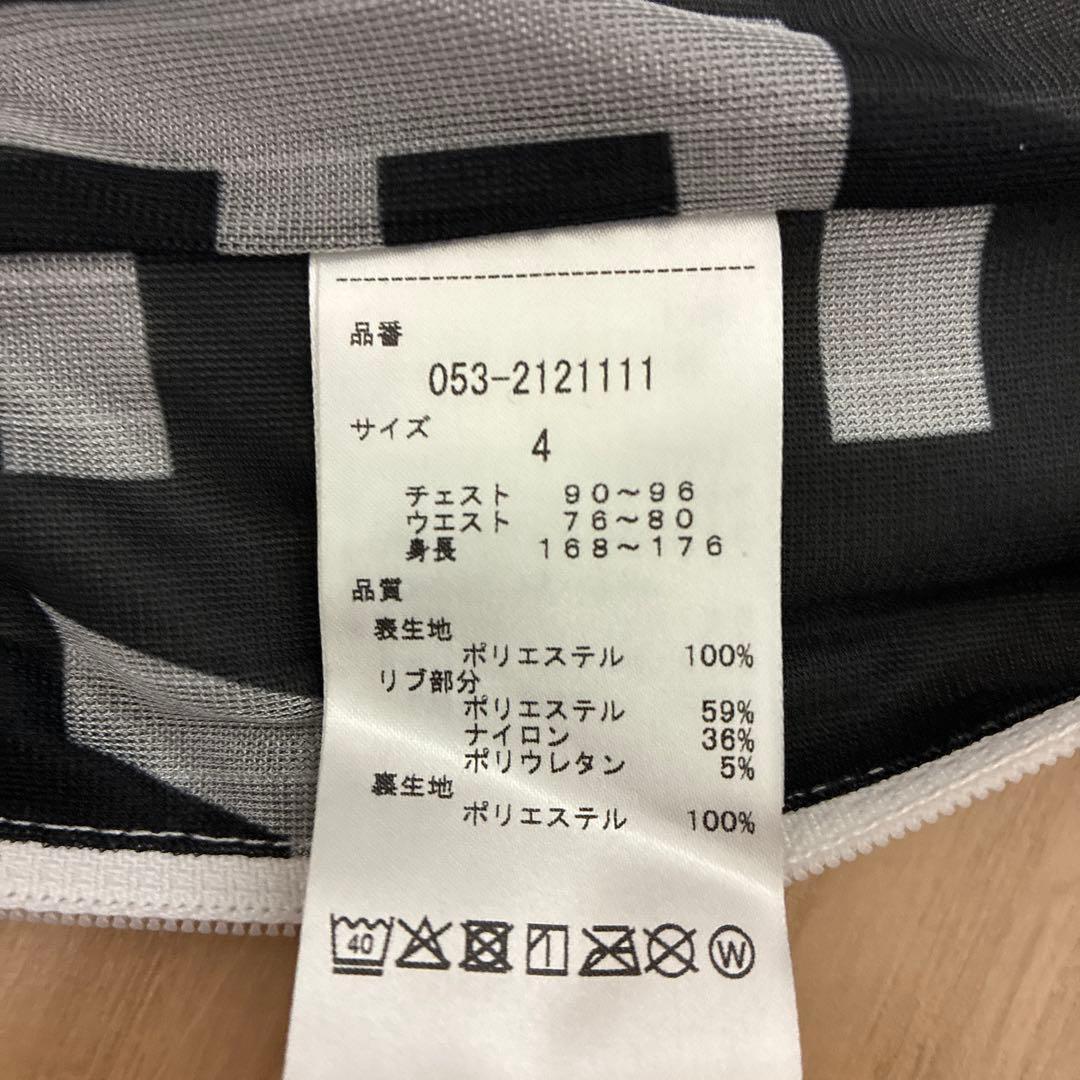 品番
053-2121111
サイズ 4
チェスト 90～96
ウエスト 76～80
身長 168～176
品質
表生地
ポリエステル 100%
リブ部分
ポリエステル 59%
ナイロン 36%
ポリウレタン 5%
裏生地
ポリエステル 100%
40 W